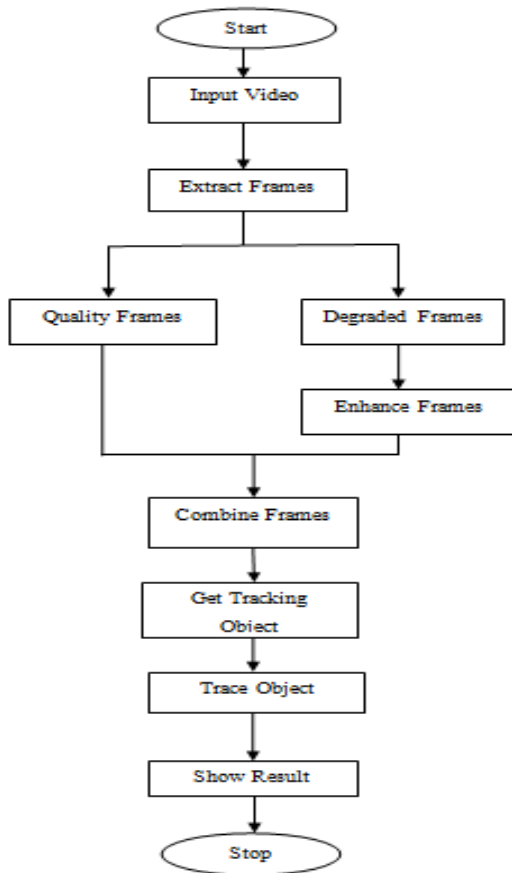 Start
Input Video
Extract Frames
Quality Frames
Degraded Frames
Enhance Frames
Combine Frames
Get Tracking
Object
Trace Object
Show Result
Stop